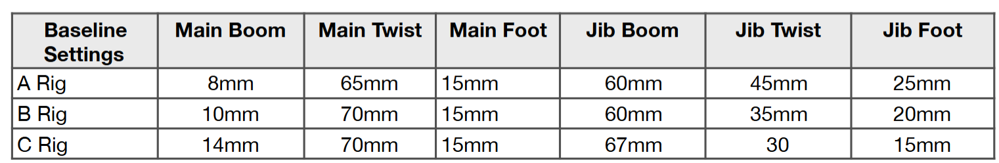 Baseline Settings Main Boom Main Twist Main Foot Jib Boom Jib Twist Jib Foot
A Rig 8mm 65mm 15mm 60mm 45mm 25mm
B Rig 10mm 70mm 15mm 60mm 35mm 20mm
C Rig 14mm 70mm 15mm 67mm 30 15mm